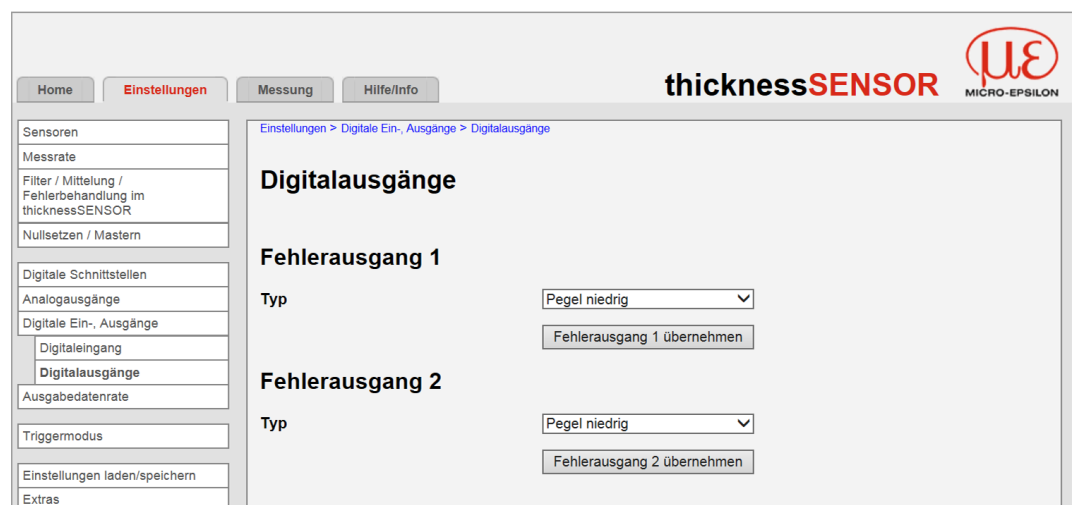 Home
Einstellungen
Messung
Hilfe/Info
thicknessSENSOR
με
MICRO-EPSILON
Sensoren
Messrate
Filter / Mittelung /
Fehlerbehandlung im
thicknessSENSOR
Nullsetzen / Mastern
Digitale Schnittstellen
Analogausgänge
Digitale Ein-, Ausgänge
Digitaleingang
Digitalausgänge
Ausgabedatenrate
Triggermodus
Einstellungen laden/speichern
Extras
Einstellungen > Digitale Ein-, Ausgänge > Digitalausgänge
Digitalausgänge
Fehlerausgang 1
Typ Pegel niedrig
Fehlerausgang 1 übernehmen
Fehlerausgang 2
Typ Pegel niedrig
Fehlerausgang 2 übernehmen